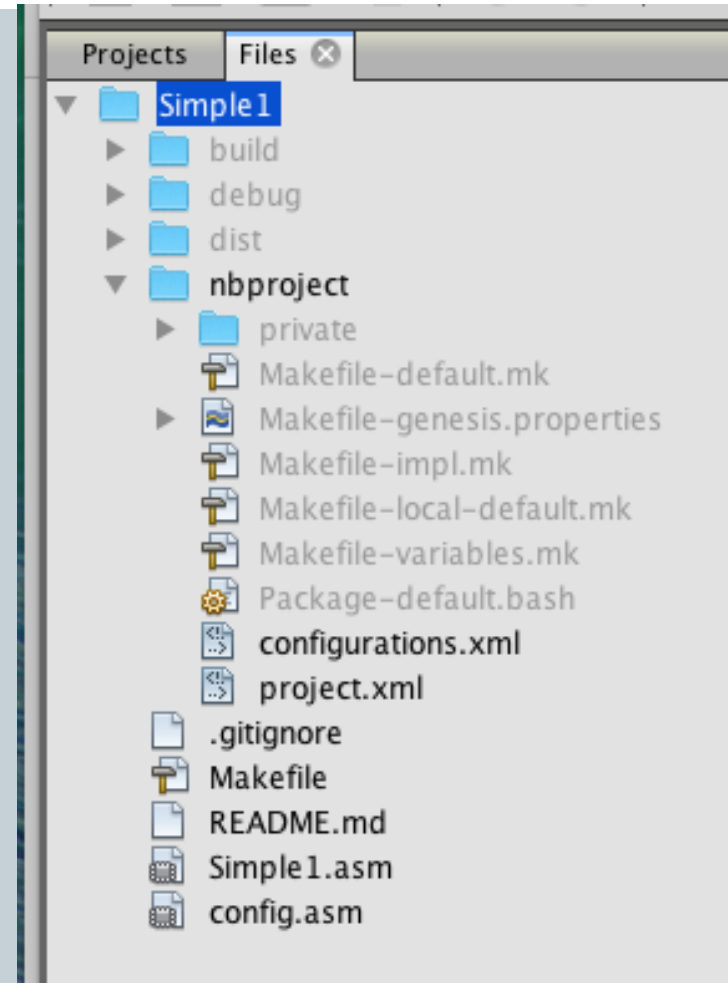 Projects Files
Simple1
build
debug
dist
nbproject
private
Makefile-default.mk
Makefile-genesis.properties
Makefile-impl.mk
Makefile-local-default.mk
Makefile-variables.mk
Package-default.bash
configurations.xml
project.xml
.gitignore
Makefile
README.md
Simple1.asm
config.asm